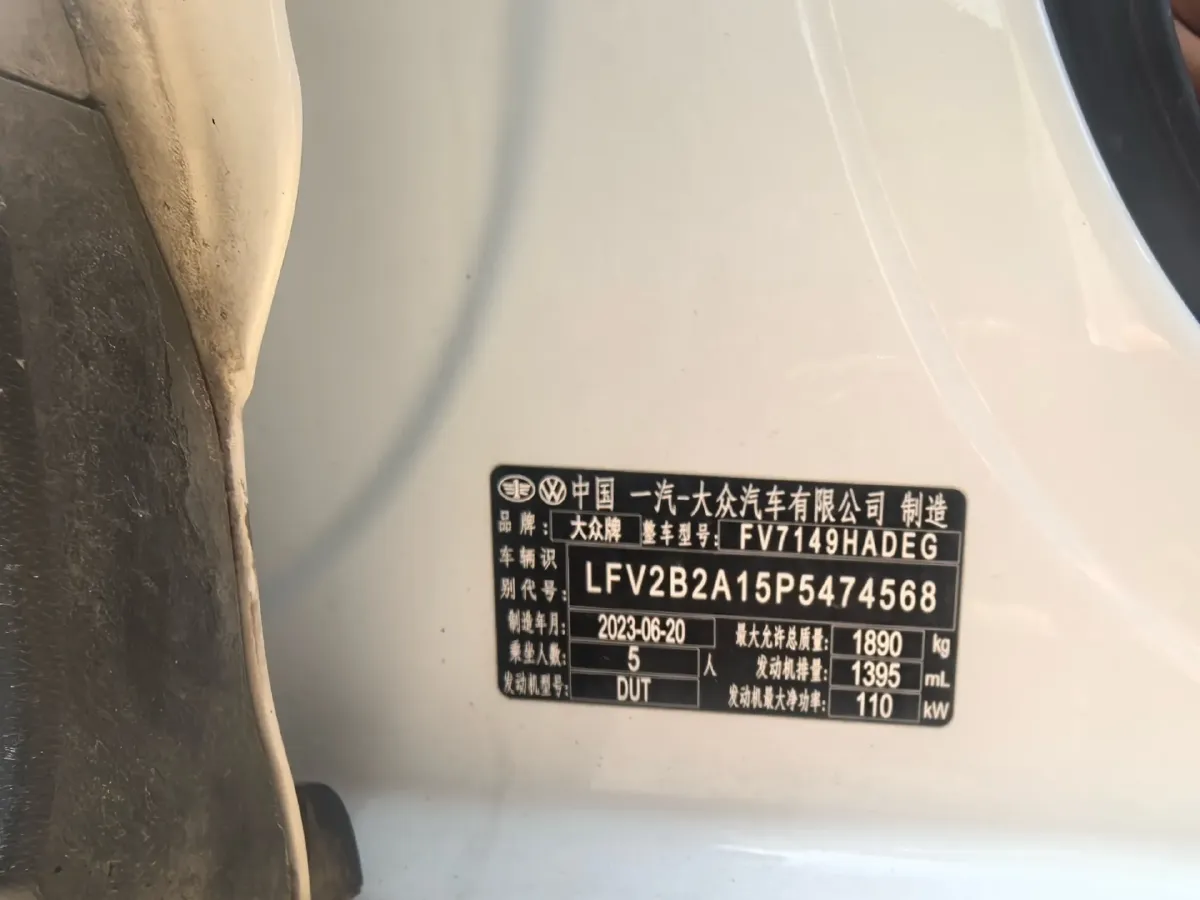 中国 一汽-大众汽车有限公司 制造
品牌: 大众牌 整车型号: FV7149HADEG
车辆识别代号: LFV2B2A15P5474568
制造年月: 2023-06-20 最大允许总质量: 1890 kg
乘坐人数: 5 人 发动机排量: 1395 mL
发动机型号: DUT 发动机最大净功率: 110 kW